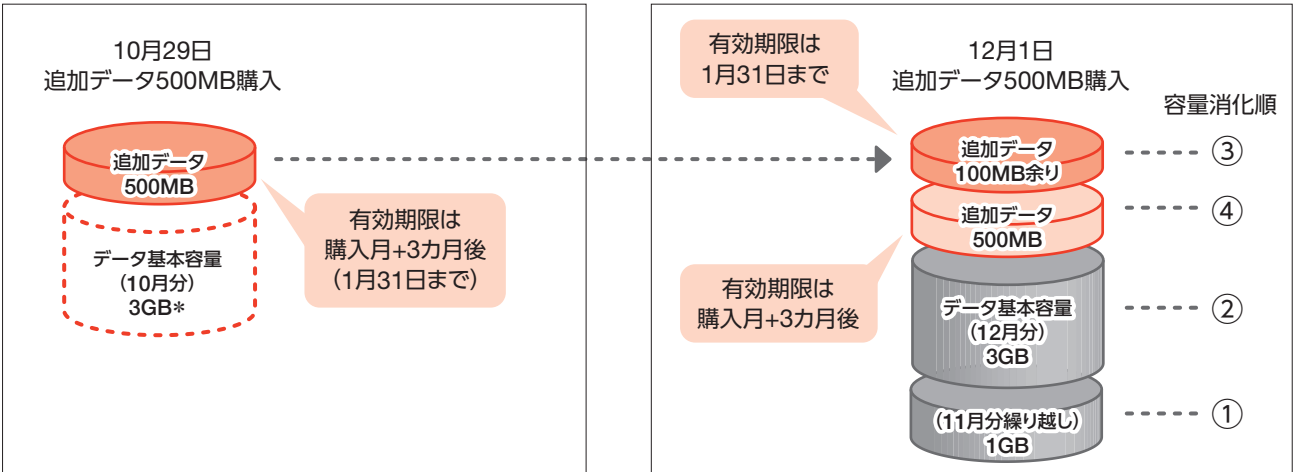 10月29日
追加データ500MB購入
追加データ
500MB
データ基本容量
(10月分)
3GB*
有効期限は
購入月+3カ月後
(1月31日まで)
有効期限は
1月31日まで
12月1日
追加データ500MB購入
容量消化順
追加データ
100MB余り
③
追加データ
500MB
④
有効期限は
購入月+3カ月後
データ基本容量
(12月分)
3GB
②
(11月分繰り越し)
1GB
①